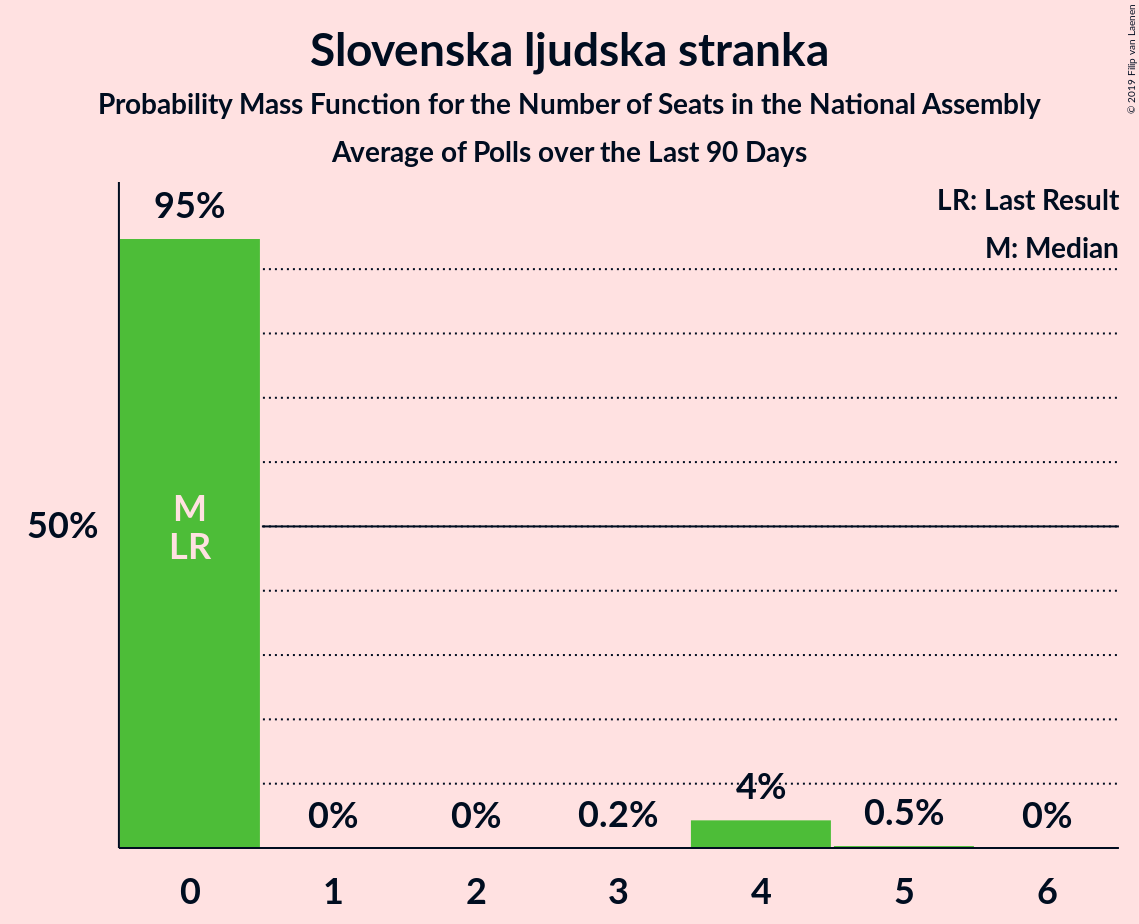 Slovenska ljudska stranka
Probability Mass Function for the Number of Seats in the National Assembly
Average of Polls over the Last 90 Days
© 2019 Filip van Laenen
LR: Last Result
M: Median
95%
M
LR
50%
0%
0%
0.2%
4%
0.5%
0%
0
1
2
3
4
5
6